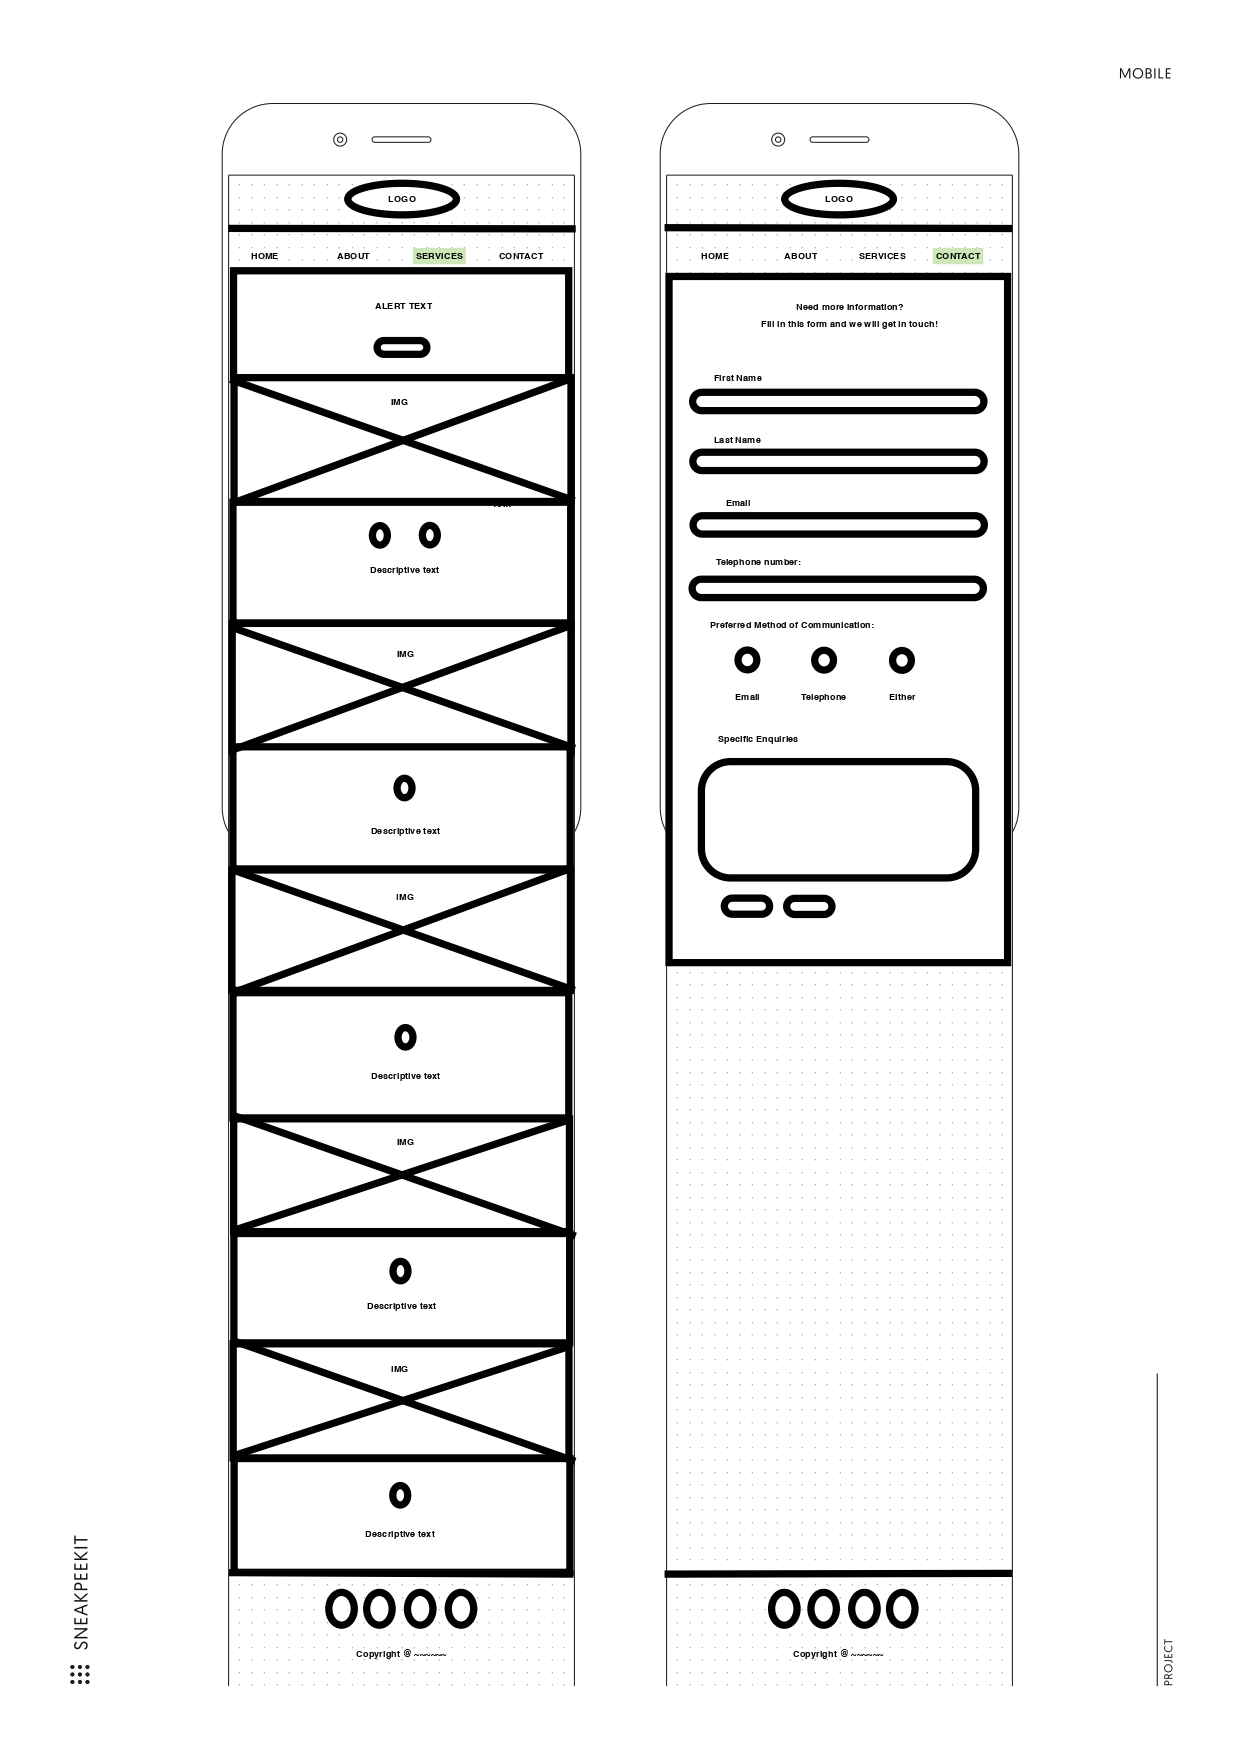 MOBILE
LOGO
HOME ABOUT SERVICES CONTACT
ALERT TEXT
IMG
Descriptive text
IMG
Descriptive text
IMG
Descriptive text
IMG
Descriptive text
IMG
Descriptive text
Copyright @ ~~~~~~
LOGO
HOME ABOUT SERVICES CONTACT
Need more information?
Fill in this form and we will get in touch!
First Name
Last Name
Email
Telephone number:
Preferred Method of Communication:
Email Telephone Either
Specific Enquiries
Copyright @ ~~~~~~
SNEAKPEEKIT
PROJECT